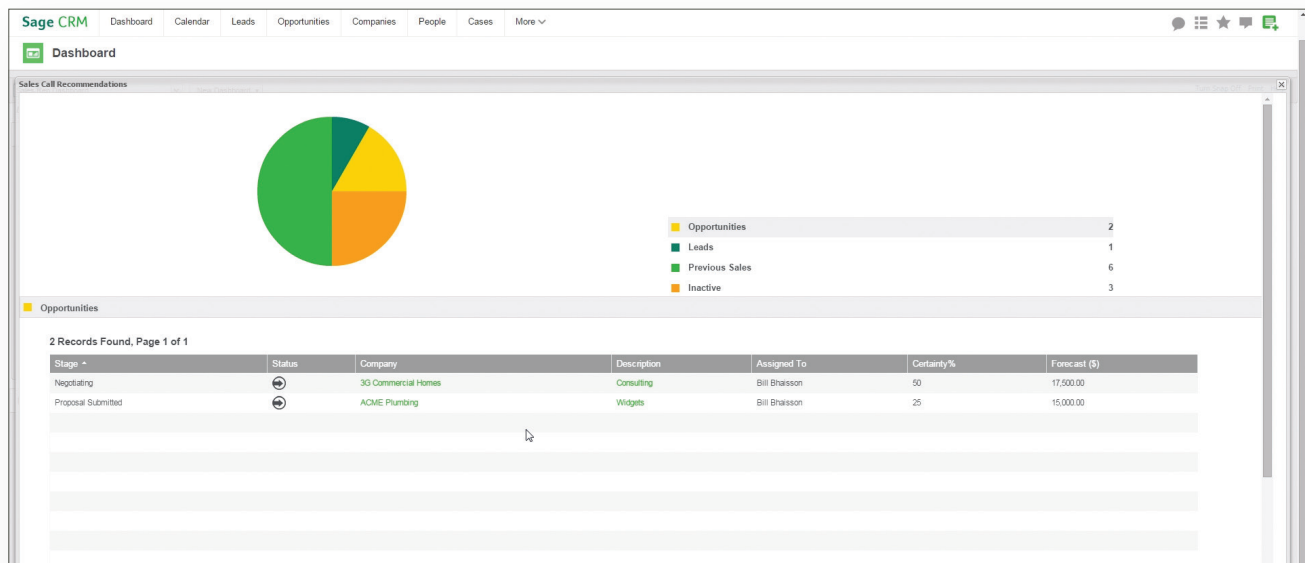 Sage CRM Dashboard Calendar Leads Opportunities Companies People Cases More
Dashboard
Sales Call Recommendations
Opportunities 2
Leads 1
Previous Sales 6
Inactive 3
Opportunities
2 Records Found, Page 1 of 1
Stage Status Company Description Assigned To Certainty% Forecast ($)
Negotiating 3G Commercial Homes Consulting Bill Bhaisson 50 17,500.00
Proposal Submitted ACME Plumbing Widgets Bill Bhaisson 25 15,000.00